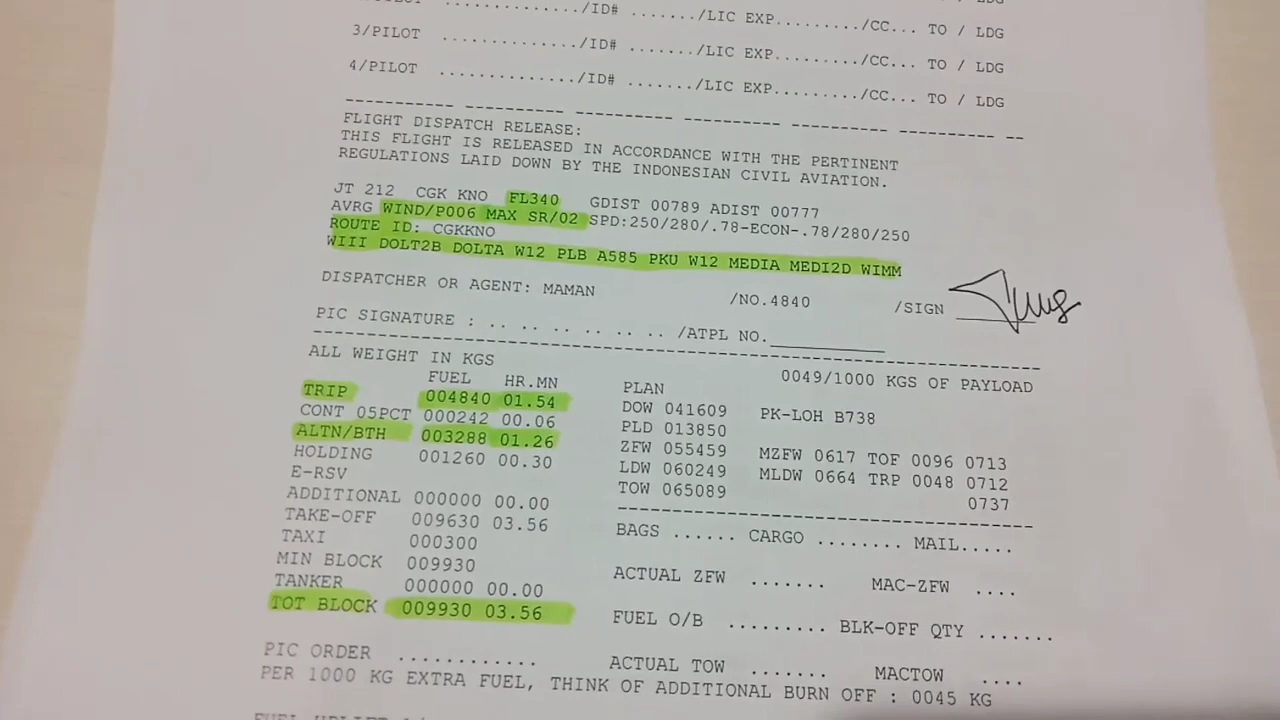 .............../ID# ......./LIC EXP........./CC... TO / LDG
3/PILOT ............./ID# ......./LIC EXP........./CC... TO / LDG
4/PILOT ............./ID# ......./LIC EXP........./CC... TO / LDG
---------- ---------- ---------- ---------- ---------- ---------- --
FLIGHT DISPATCH RELEASE:
THIS FLIGHT IS RELEASED IN ACCORDANCE WITH THE PERTINENT
REGULATIONS LAID DOWN BY THE INDONESIAN CIVIL AVIATION.
JT 212 CGK KNO FL340 GDIST 00789 ADIST 00777
AVRG WIND/P006 MAX SR/02 SPD:250/280/.78-ECON-.78/280/250
ROUTE ID: CGKKNO
WIII DOLT2B DOLTA W12 PLB A585 PKU W12 MEDIA MEDI2D WIMM
DISPATCHER OR AGENT: MAMAN /NO.4840 /SIGN
PIC SIGNATURE : .. .. .. .. .. .. /ATPL NO.
ALL WEIGHT IN KGS 0049/1000 KGS OF PAYLOAD
FUEL HR.MN PLAN
TRIP 004840 01.54 DOW 041609 PK-LOH B738
CONT 05PCT 000242 00.06 PLD 013850
ALTN/BTH 003288 01.26 ZFW 055459 MZFW 0617 TOF 0096 0713
HOLDING 001260 00.30 LDW 060249 MLDW 0664 TRP 0048 0712
E-RSV TOW 065089 0737
ADDITIONAL 000000 00.00
TAKE-OFF 009630 03.56 BAGS ...... CARGO ........ MAIL.....
TAXI 000300
MIN BLOCK 009930 ACTUAL ZFW ....... MAC-ZFW ....
TANKER 000000 00.00
TOT BLOCK 009930 03.56 FUEL O/B ......... BLK-OFF QTY .......
PIC ORDER ............ ACTUAL TOW ....... MACTOW ....
PER 1000 KG EXTRA FUEL, THINK OF ADDITIONAL BURN OFF : 0045 KG